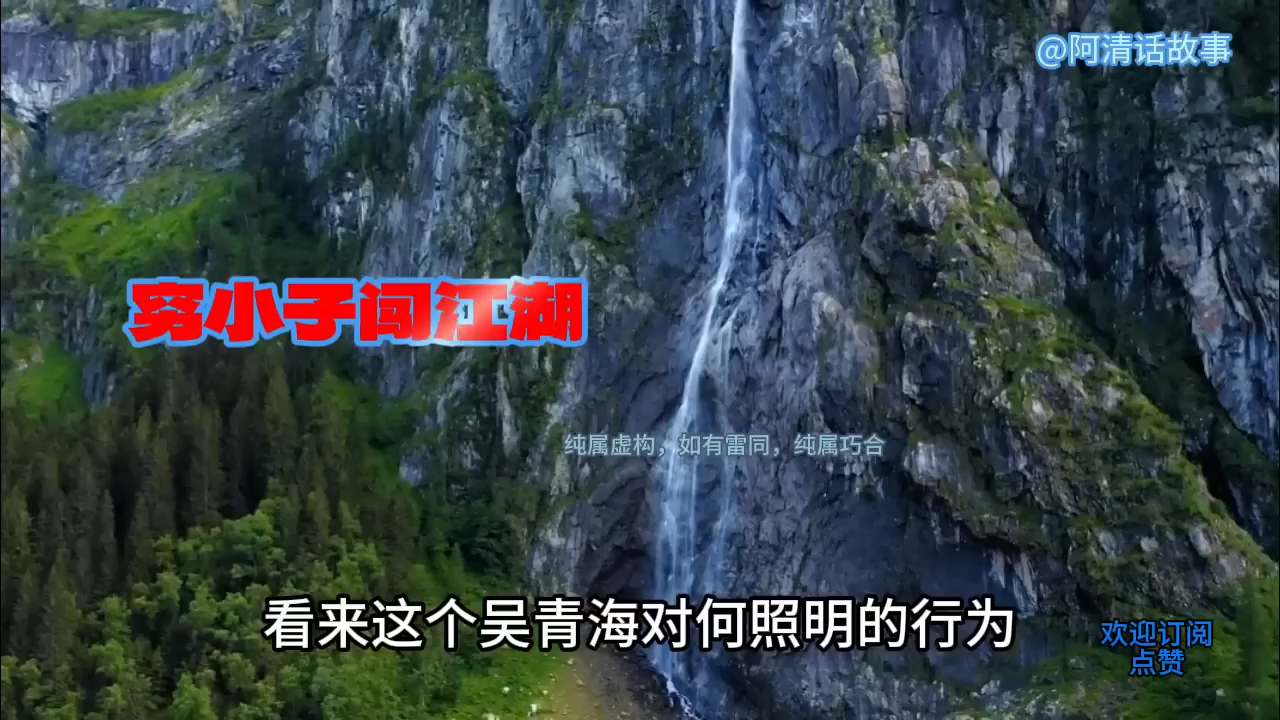 @阿清话故事
穷小子闯江湖
纯属虚构，如有雷同，纯属巧合
看来这个吴青海对何照明的行为
欢迎订阅
点赞